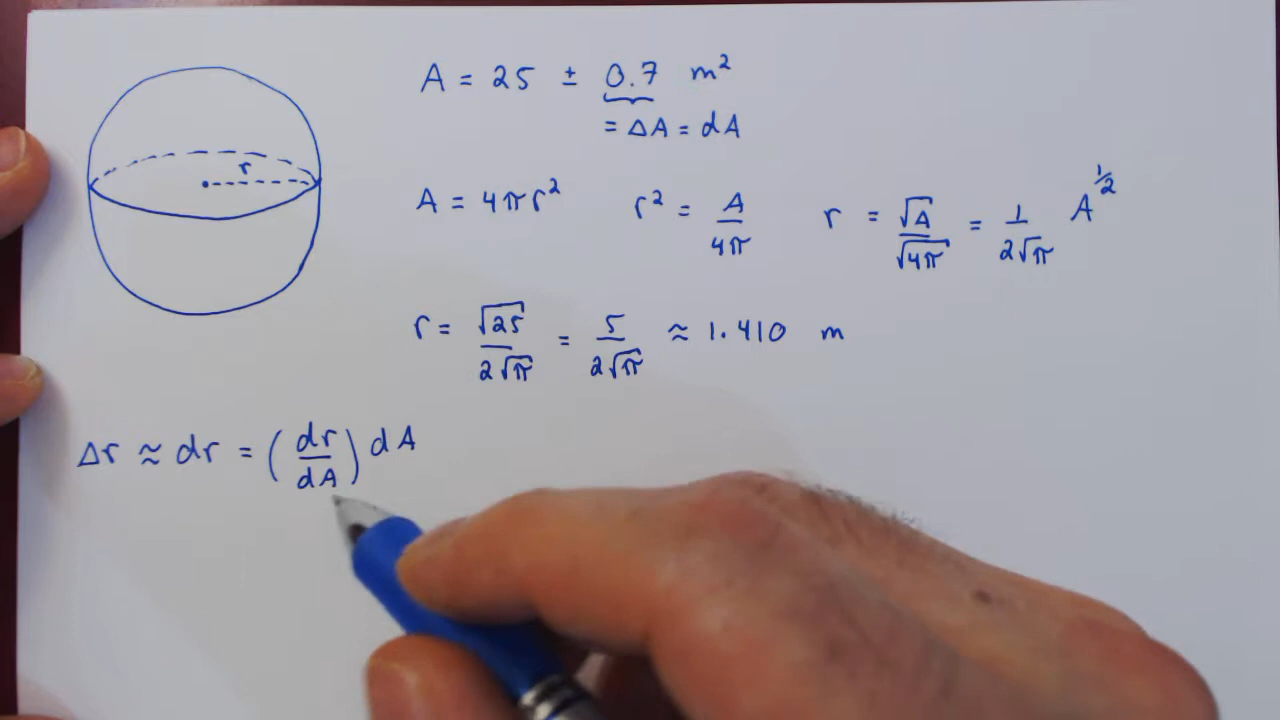 A = 25 ± 0.7 m²
= ΔA = dA
r
A = 4πr² r² = A/4π r = √A/√4π = 1/2√π A^1/2
r = √25/2√π = 5/2√π ≈ 1.410 m
Δr ≈ dr = (dr/dA) dA